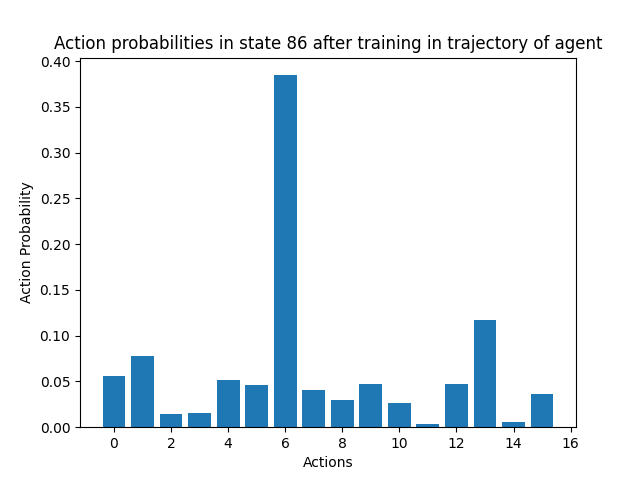 Action probabilities in state 86 after training in trajectory of agent
0.40
0.35
0.30
0.25
0.20
0.15
0.10
0.05
0.00
Action Probability
0 2 4 6 8 10 12 14 16
Actions